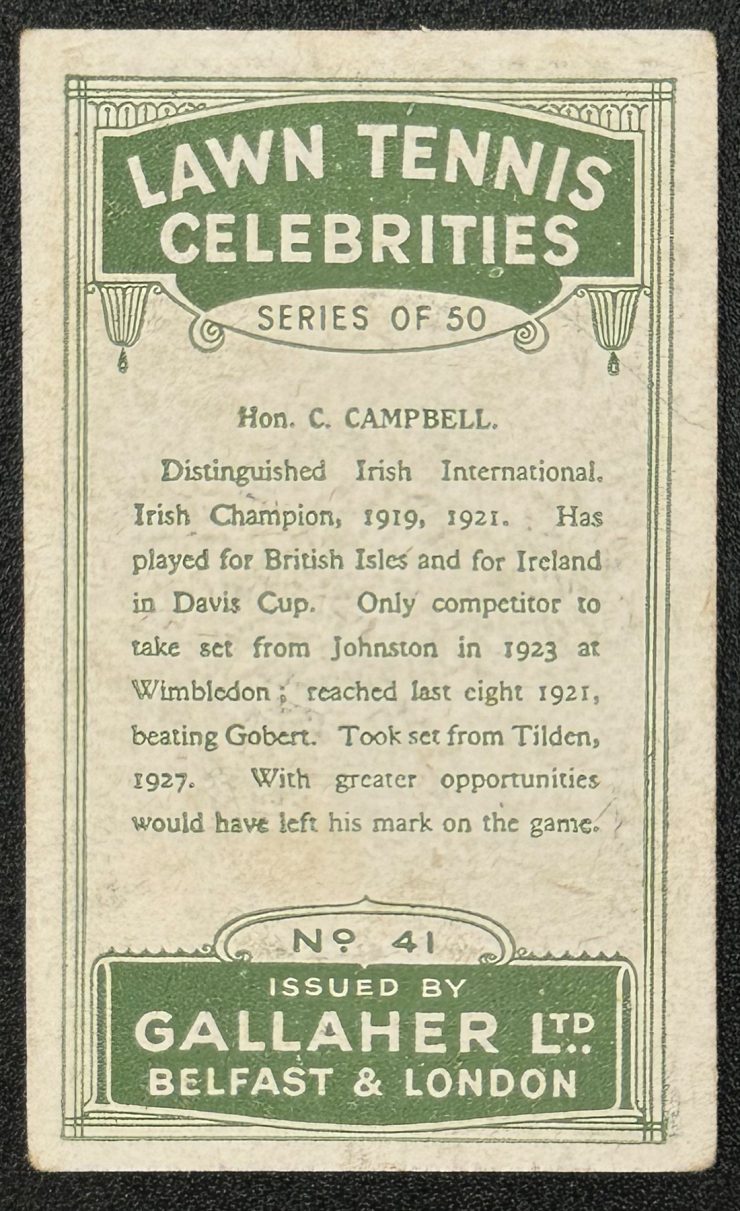 LAWN TENNIS
CELEBRITIES
SERIES OF 50
Hon. C. CAMPBELL.
Distinguished Irish International.
Irish Champion, 1919, 1921. Has
played for British Isles and for Ireland
in Davis Cup. Only competitor to
take set from Johnston in 1923 at
Wimbledon; reached last eight 1921,
beating Gobert. Took set from Tilden,
1927. With greater opportunities
would have left his mark on the game.
Nº 41
ISSUED BY
GALLAHER LTD.
BELFAST & LONDON